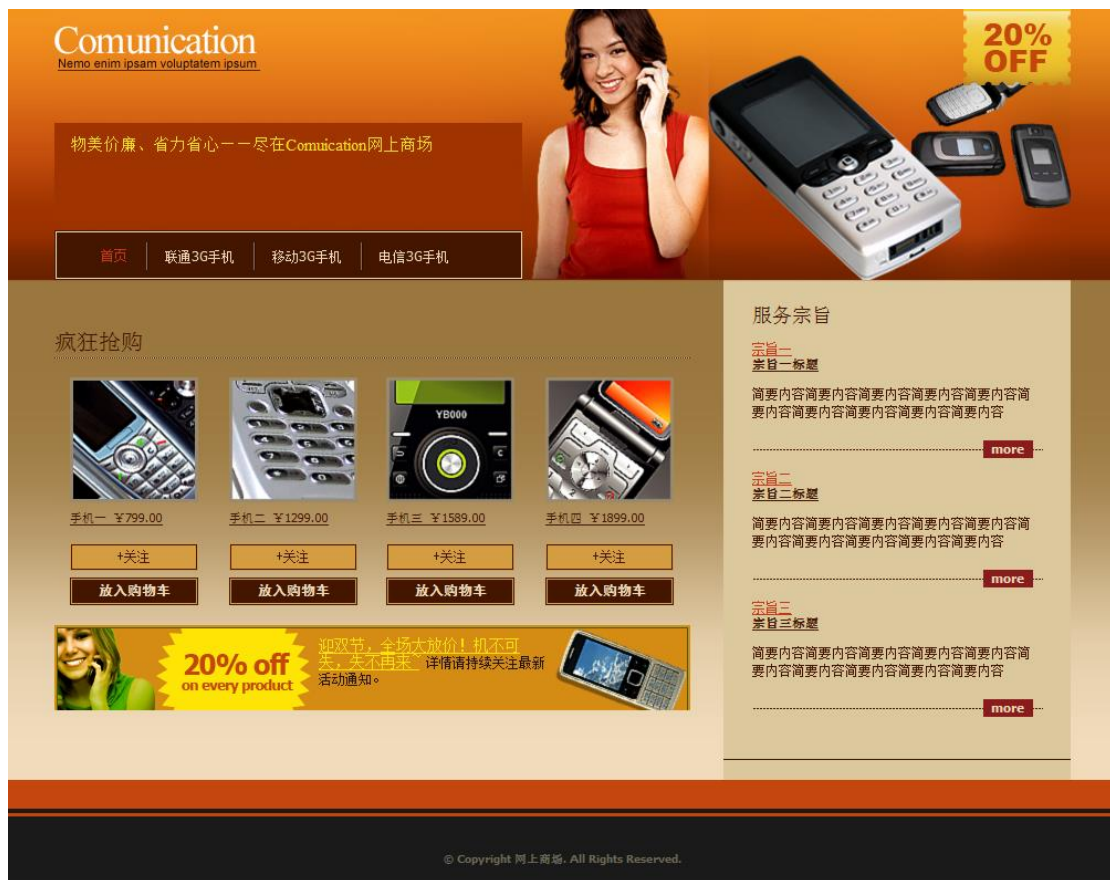 Comunication
Nemo enim ipsam voluptatem ipsum
20%
OFF
物美价廉、省力省心——尽在Comuication网上商场
首页
联通3G手机
移动3G手机
电信3G手机
疯狂抢购
YB000
手机一 ￥799.00
手机二 ￥1299.00
手机三 ￥1589.00
手机四 ￥1899.00
+关注
+关注
+关注
+关注
放入购物车
放入购物车
放入购物车
放入购物车
20% off
on every product
迎双节，全场大放价！机不可
失，失不再来~ 详情请持续关注最新
活动通知。
服务宗旨
宗旨一
宗旨一标题
简要内容简要内容简要内容简要内容简要内容简
要内容简要内容简要内容简要内容简要内容
more
宗旨二
宗旨二标题
简要内容简要内容简要内容简要内容简要内容简
要内容简要内容简要内容简要内容简要内容
more
宗旨三
宗旨三标题
简要内容简要内容简要内容简要内容简要内容简
要内容简要内容简要内容简要内容简要内容
more
© Copyright 网上商场. All Rights Reserved.